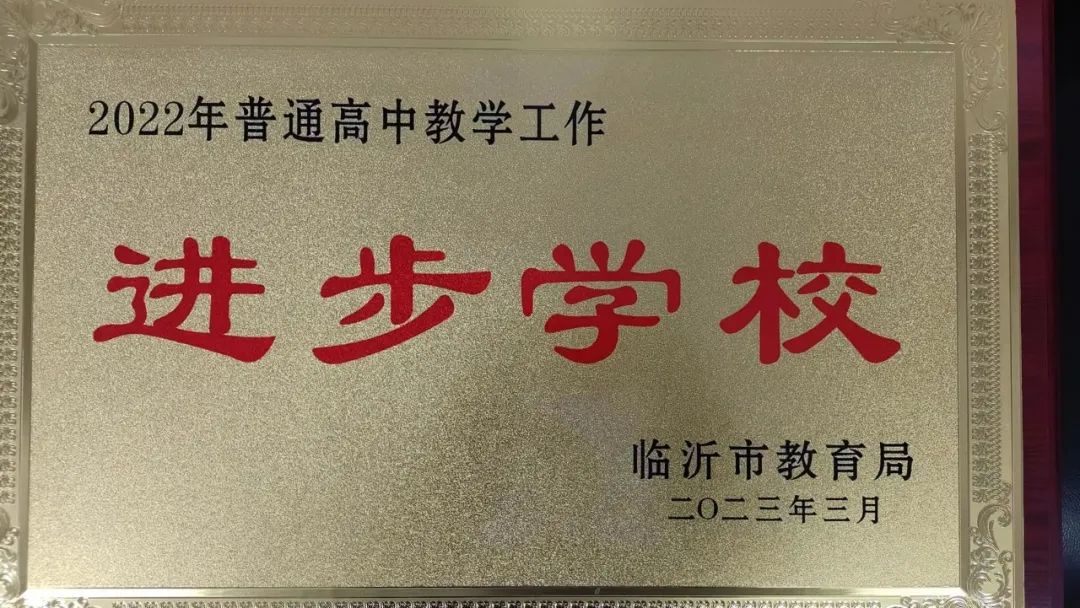 2022年普通高中教学工作
进步学校
临沂市教育局
二〇二三年三月